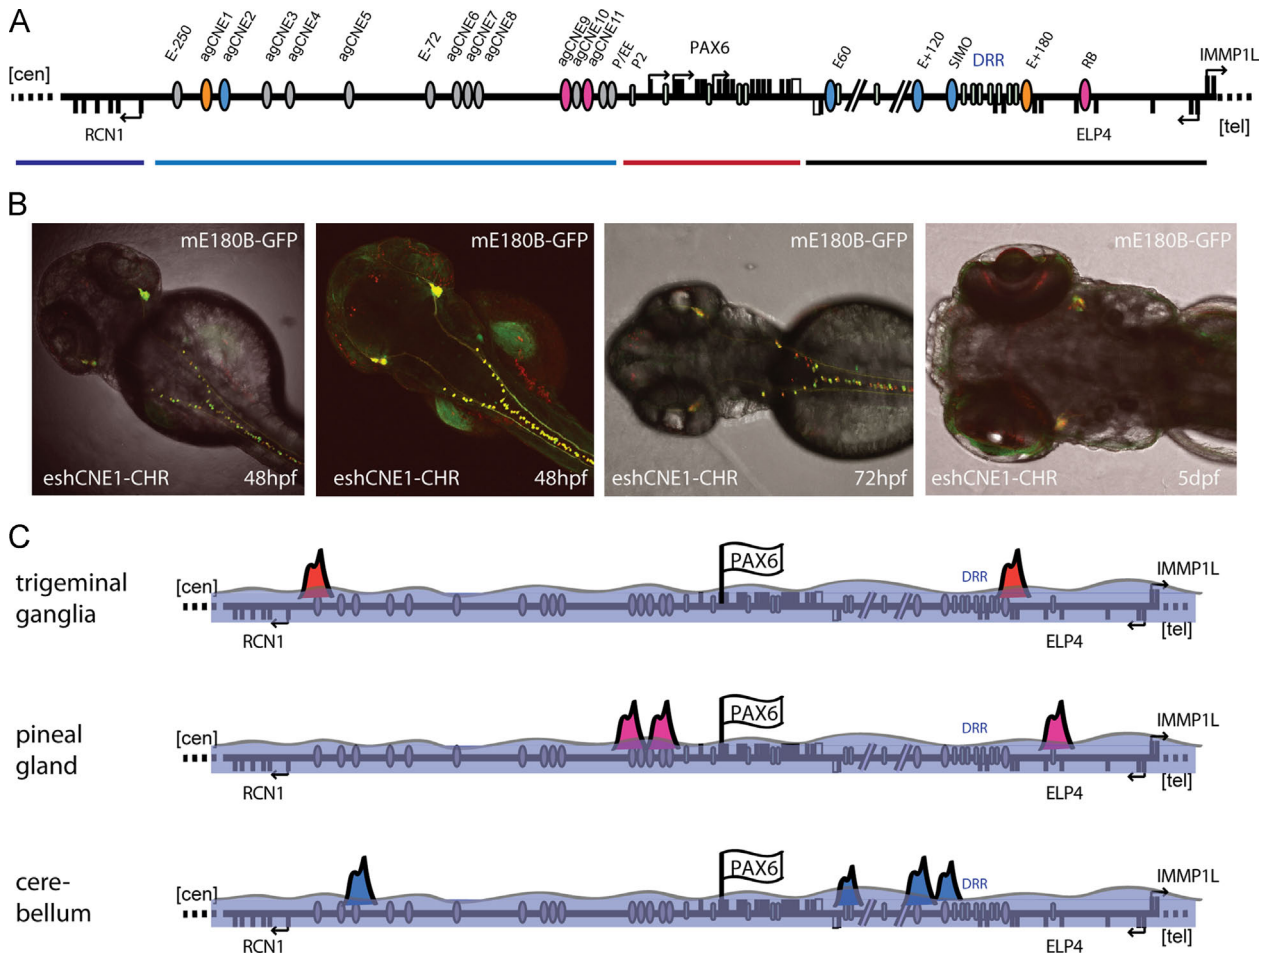 A
E-250
agCNE1
agCNE2
agCNE3
agCNE4
agCNE5
E-72
agCNE6
agCNE7
agCNE8
agCNE9
agCNE10
agCNE11
P/EE
P2
PAX6
E60
E+120
SIMO
DRR
E+180
RB
IMMP1L
[cen]
RCN1
ELP4
[tel]
B
mE180B-GFP
eshCNE1-CHR
48hpf
mE180B-GFP
eshCNE1-CHR
48hpf
mE180B-GFP
eshCNE1-CHR
72hpf
mE180B-GFP
eshCNE1-CHR
5dpf
C
trigeminal
ganglia
[cen]
RCN1
PAX6
DRR
ELP4
IMMP1L
[tel]
pineal
gland
[cen]
RCN1
PAX6
DRR
ELP4
IMMP1L
[tel]
cere-
bellum
[cen]
RCN1
PAX6
DRR
ELP4
IMMP1L
[tel]